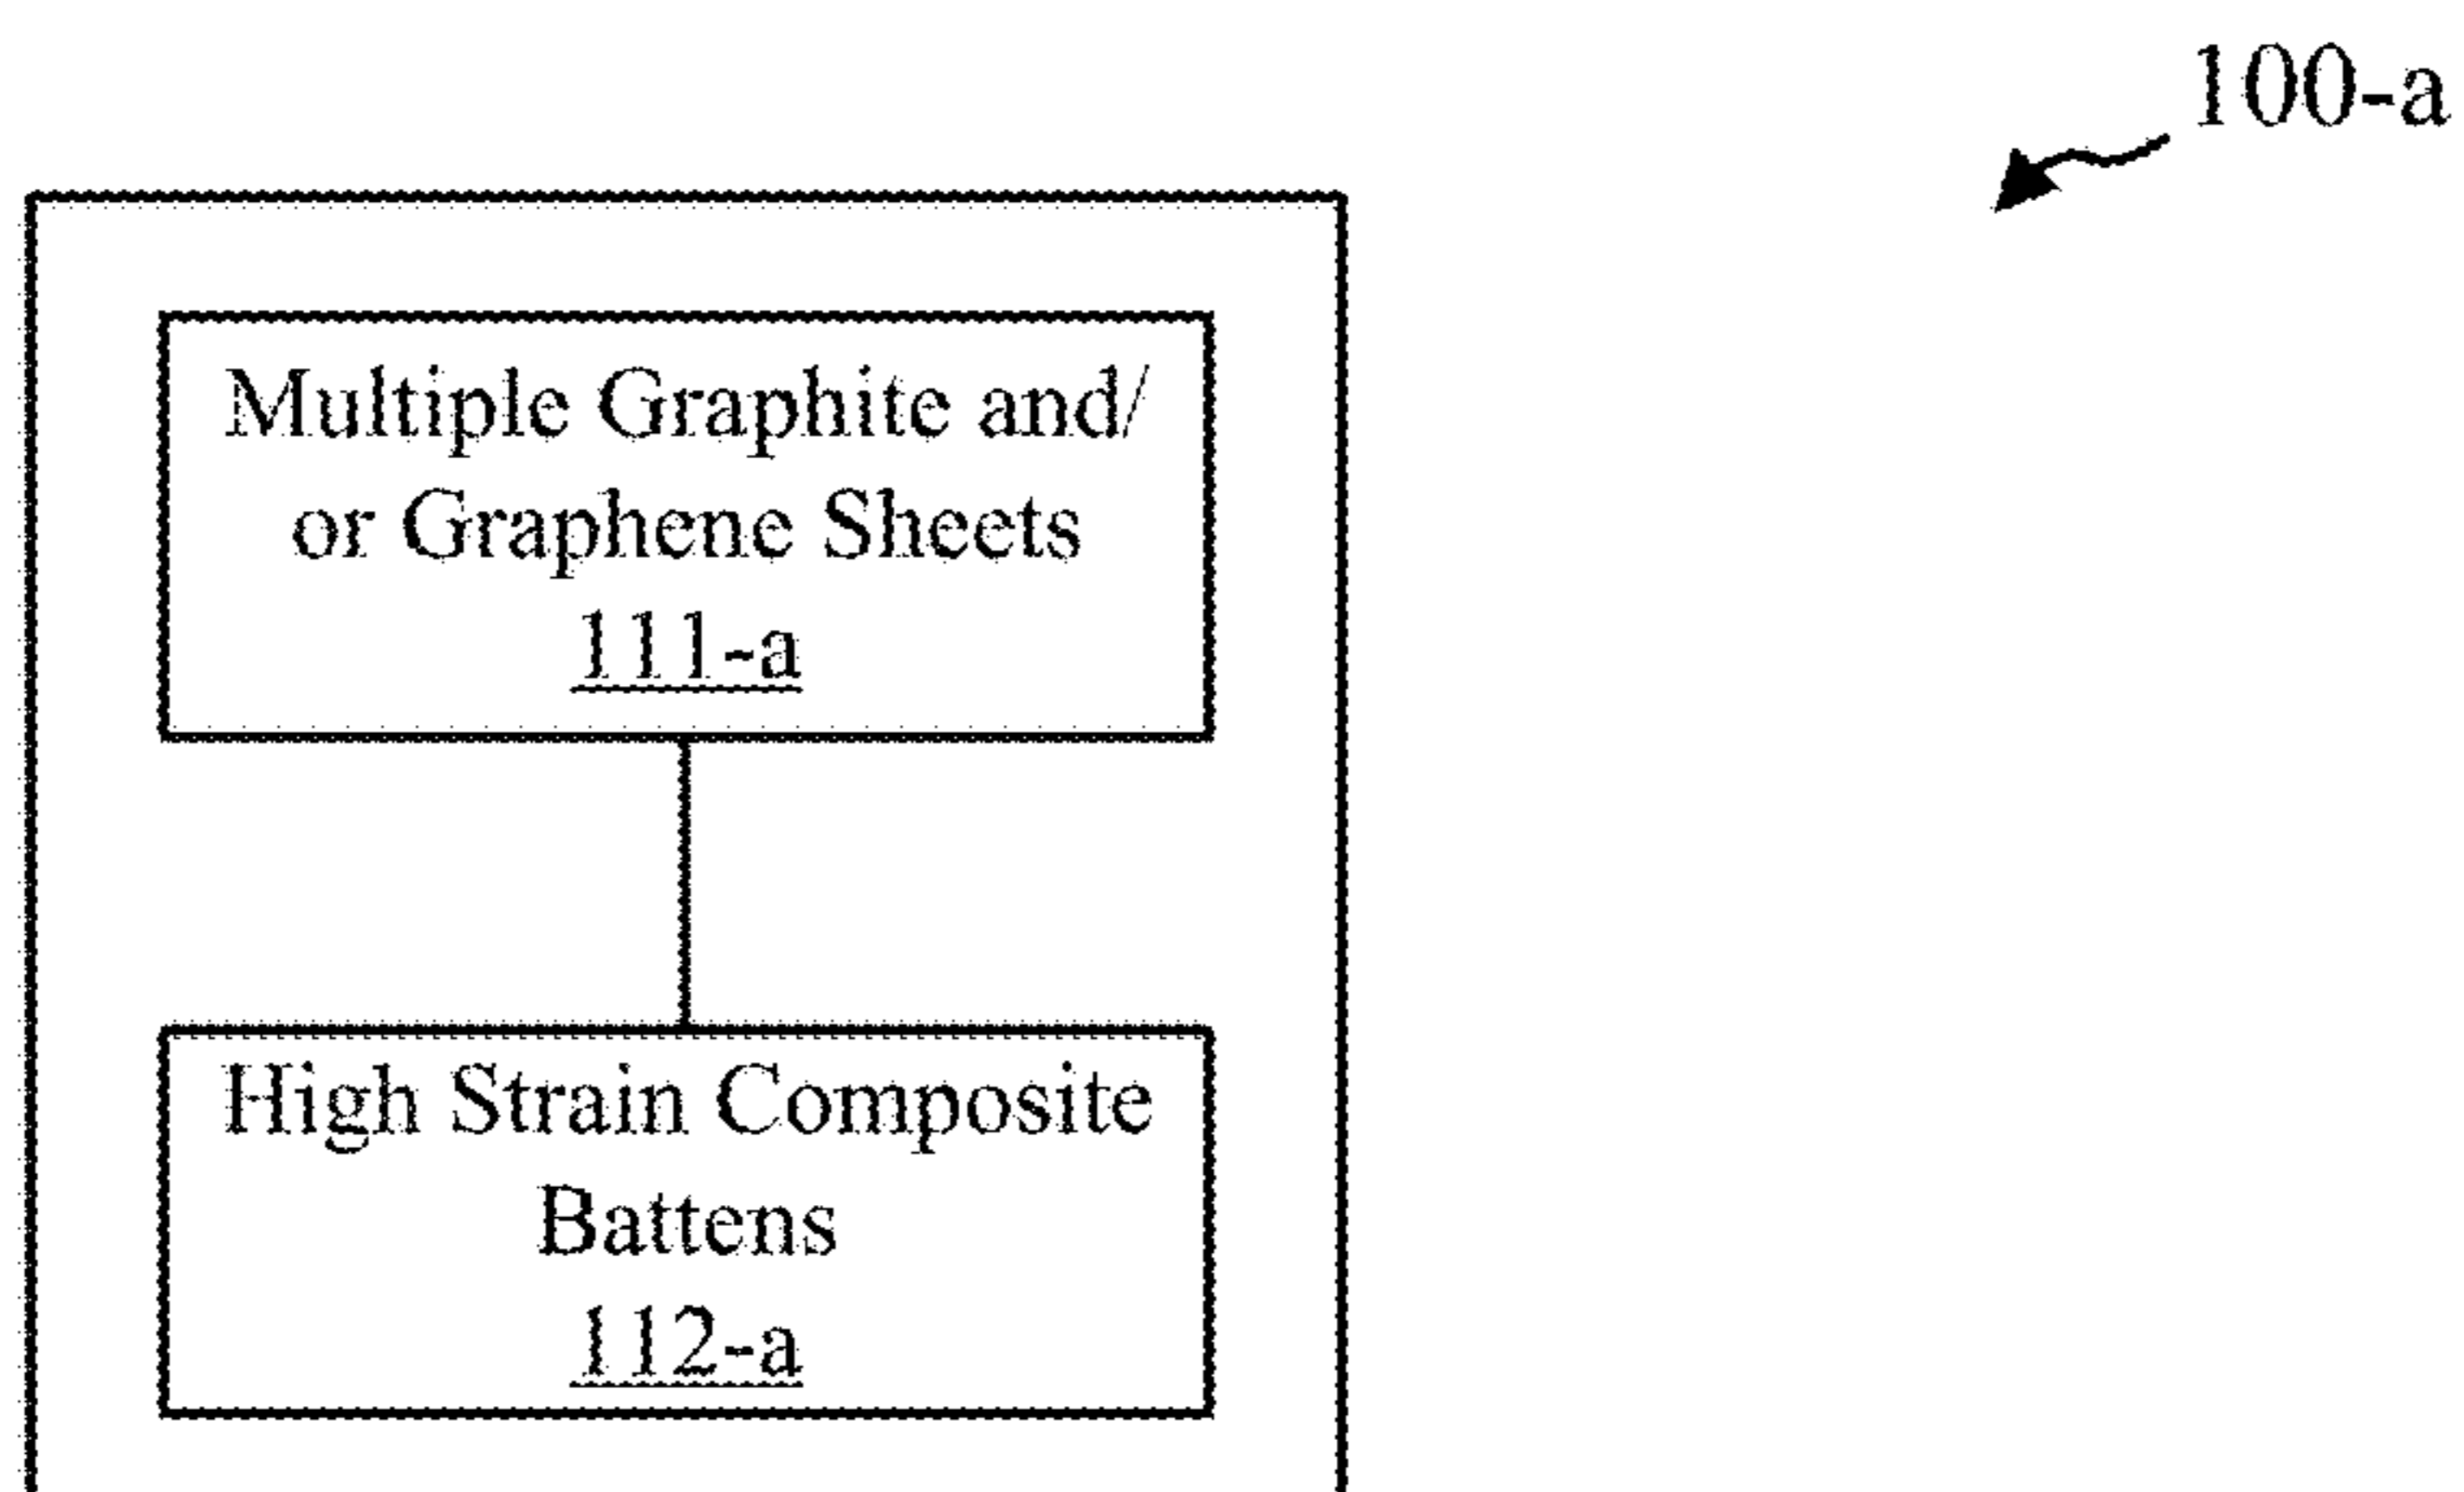 100-a
Multiple Graphite and/
or Graphene Sheets
111-a
High Strain Composite
Battens
112-a